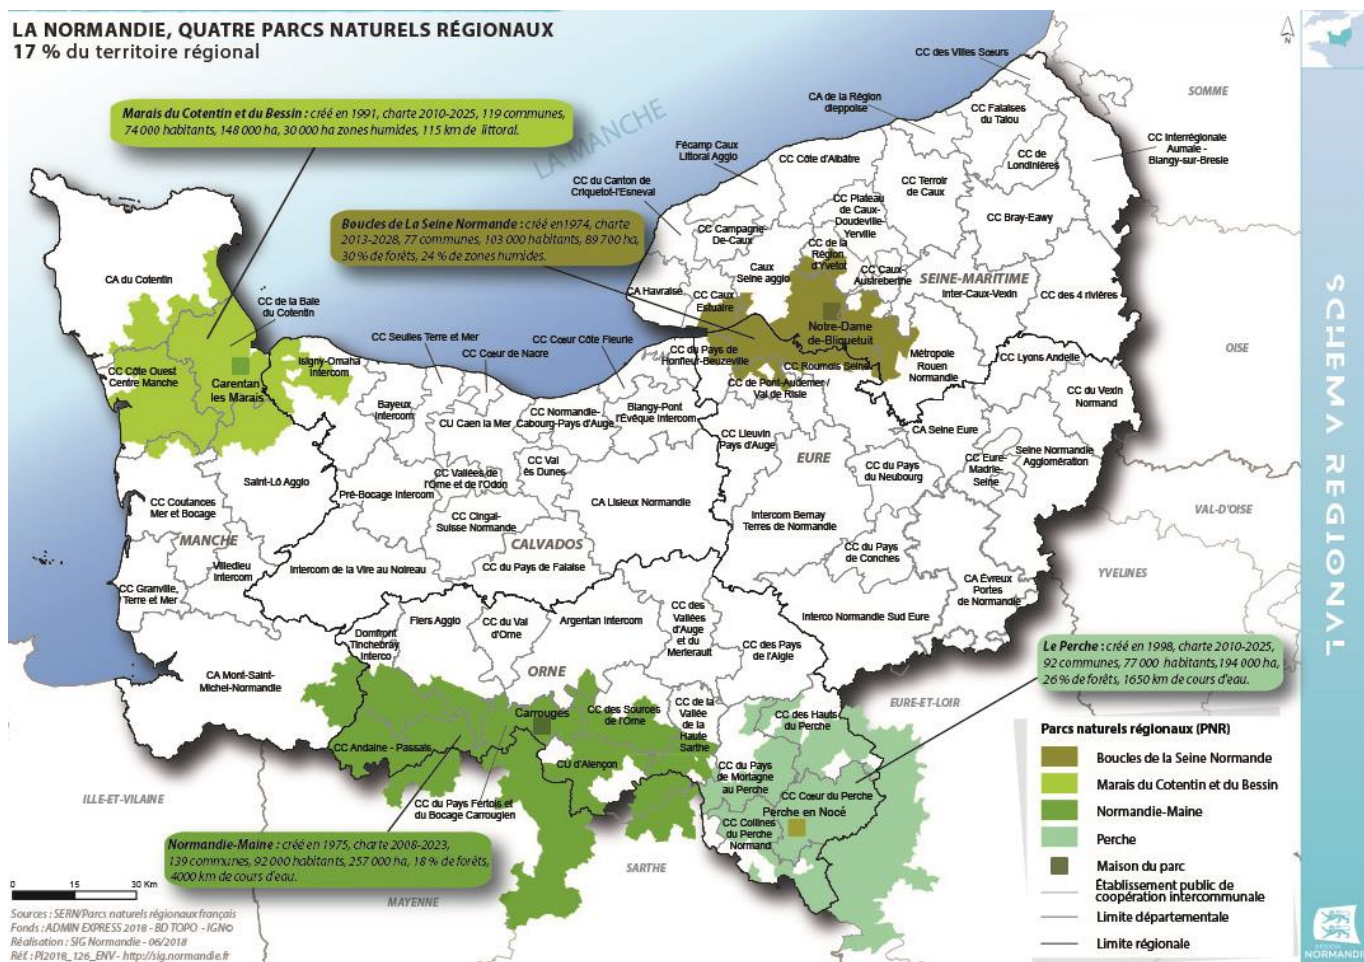 LA NORMANDIE, QUATRE PARCS NATURELS RÉGIONAUX
17 % du territoire régional
N
SCHEMA REGIONAL
LA MANCHE
SOMME
OISE
VAL-D'OISE
YVELINES
EURE-ET-LOIR
SARTHE
MAYENNE
ILLE-ET-VILAINE
Marais du Cotentin et du Bessin : créé en 1991, charte 2010-2025, 119 communes,
74 000 habitants, 148 000 ha, 30 000 ha zones humides, 115 km de littoral.
Boucles de La Seine Normande : créé en1974, charte
2013-2028, 77 communes, 103 000 habitants, 89 700 ha,
30 % de forêts, 24 % de zones humides.
CC des Villes Sœurs
CA de la Région
dieppoise
CC Falaises
du Talou
CC Interrégionale
Aumale -
Blangy-sur-Bresle
Fécamp Caux
Littoral Agglo
CC Côte d'Albâtre
CC de
Londinières
CC du Canton de
Criquetot-l'Esneval
CC Terroir
de Caux
CC Plateau
de Caux-
Doudeville-
Yerville
CC Bray-Eawy
CC Campagne-
De-Caux
CC de la
Région
d'Yvetot
Caux
Seine agglo
CC Caux-
Austreberthe
SEINE-MARITIME
Inter-Caux-Vexin
CC des 4 rivières
CA Havraise
CC Caux
Estuaire
Notre-Dame
de-Bliquetuit
Métropole
Rouen
Normandie
CC Lyons Andelle
CC du Vexin
Normand
CC du Pays de
Honfleur-Beuzeville
CC Roumois Seine
CC de Pont-Audemer /
Val de Risle
CA du Cotentin
CC de la Baie
du Cotentin
CC Côte Ouest
Centre Manche
Carentan
les Marais
Isigny-Omaha
Intercom
CC Seulles Terre et Mer
CC Cœur de Nacre
CC Cœur Côte Fleurie
Bayeux
Intercom
CU Caen la Mer
CC Normandie-
Cabourg-Pays d'Auge
Blangy-Pont
l'Évêque Intercom
CC Lieuvin
Pays d'Auge
CA Seine Eure
EURE
CC du Pays
du Neubourg
CC Eure-
Madrie-
Seine
Seine Normandie
Agglomération
Saint-Lô Agglo
CC Vallées de
l'Orne et de l'Odon
CC Val
ès Dunes
Pré-Bocage Intercom
CA Lisieux Normandie
CC Coutances
Mer et Bocage
CC Cingal-
Suisse Normande
Intercom Bernay
Terres de Normandie
MANCHE
CALVADOS
Villedieu
Intercom
Intercom de la Vire au Noireau
CC du Pays de Falaise
CC du Pays
de Conches
CC Granville,
Terre et Mer
CA Évreux
Portes
de Normandie
Interco Normandie Sud Eure
Domfront
Tinchebray
Interco
Flers Agglo
CC du Val
d'Orne
Argentan Intercom
CC des
Vallées
d'Auge
et du
Merlerault
CC des Pays
de l'Aigle
ORNE
CA Mont-Saint-
Michel-Normandie
Carrouges
CC des Sources
de l'Orne
CC de la
Vallée
de la
Haute
Sarthe
CC des Hauts
du Perche
CC Andaine - Passais
CU d'Alençon
CC du Pays
de Mortagne
au Perche
CC Cœur du Perche
Perche en Nocé
CC Collines
du Perche
Normand
CC du Pays Fertois et
du Bocage Carrougien
Normandie-Maine : créé en 1975, charte 2008-2023,
139 communes, 92 000 habitants, 257 000 ha, 18 % de forêts,
4000 km de cours d'eau.
Le Perche : créé en 1998, charte 2010-2025,
92 communes, 77 000 habitants, 194 000 ha,
26 % de forêts, 1650 km de cours d'eau.
Parcs naturels régionaux (PNR)
Boucles de la Seine Normande
Marais du Cotentin et du Bessin
Normandie-Maine
Perche
Maison du parc
Établissement public de
coopération intercommunale
Limite départementale
Limite régionale
0 15 30 Km
Sources : SERN/Parcs naturels régionaux français
Fonds : ADMIN EXPRESS 2018 - BD TOPO - IGN©
Réalisation : SIG Normandie - 06/2018
Réf. : PI2018_126_ENV - http://sig.normandie.fr
RÉGION
NORMANDIE